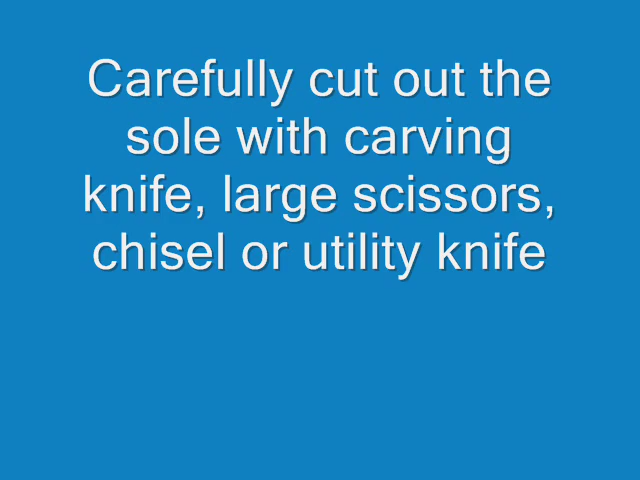 Carefully cut out the
sole with carving
knife, large scissors,
chisel or utility knife